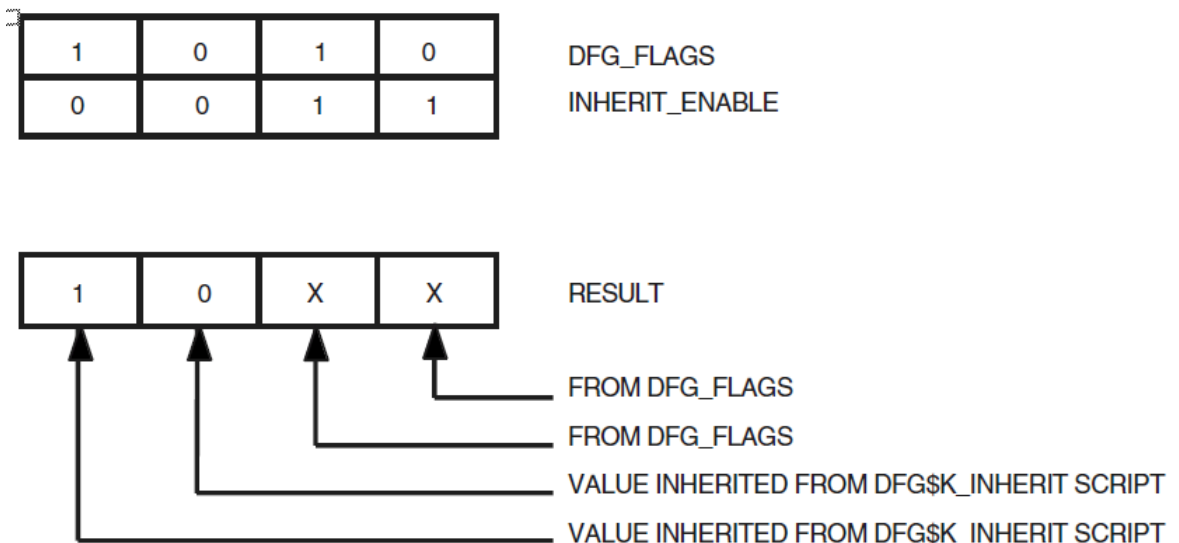 1 0 1 0 DFG_FLAGS
0 0 1 1 INHERIT_ENABLE
1 0 X X RESULT
FROM DFG_FLAGS
FROM DFG_FLAGS
VALUE INHERITED FROM DFG$K_INHERIT SCRIPT
VALUE INHERITED FROM DFG$K INHERIT SCRIPT